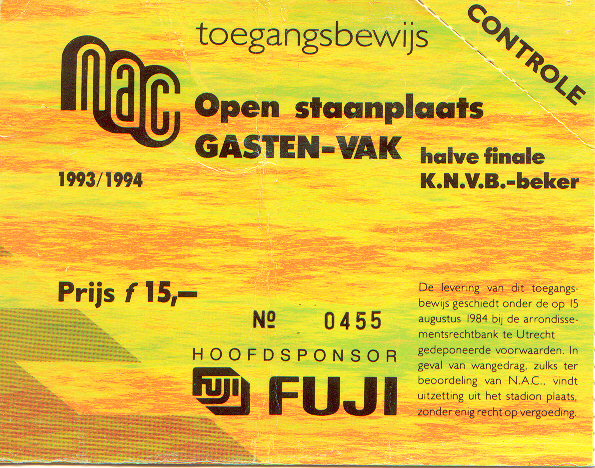 toegangsbewijs
CONTROLE
nac
Open staanplaats
GASTEN-VAK
halve finale
K.N.V.B.-beker
1993/1994
Prijs f 15,–
Nº 0455
HOOFDSPONSOR
FUJI FUJI
De levering van dit toegangs-
bewijs geschiedt onder de op 15
augustus 1984 bij de arrondisse-
mentsrechtbank te Utrecht
gedeponeerde voorwaarden. In
geval van wangedrag, zulks ter
beoordeling van N.A.C., vindt
uitzetting uit het stadion plaats,
zonder enig recht op vergoeding.